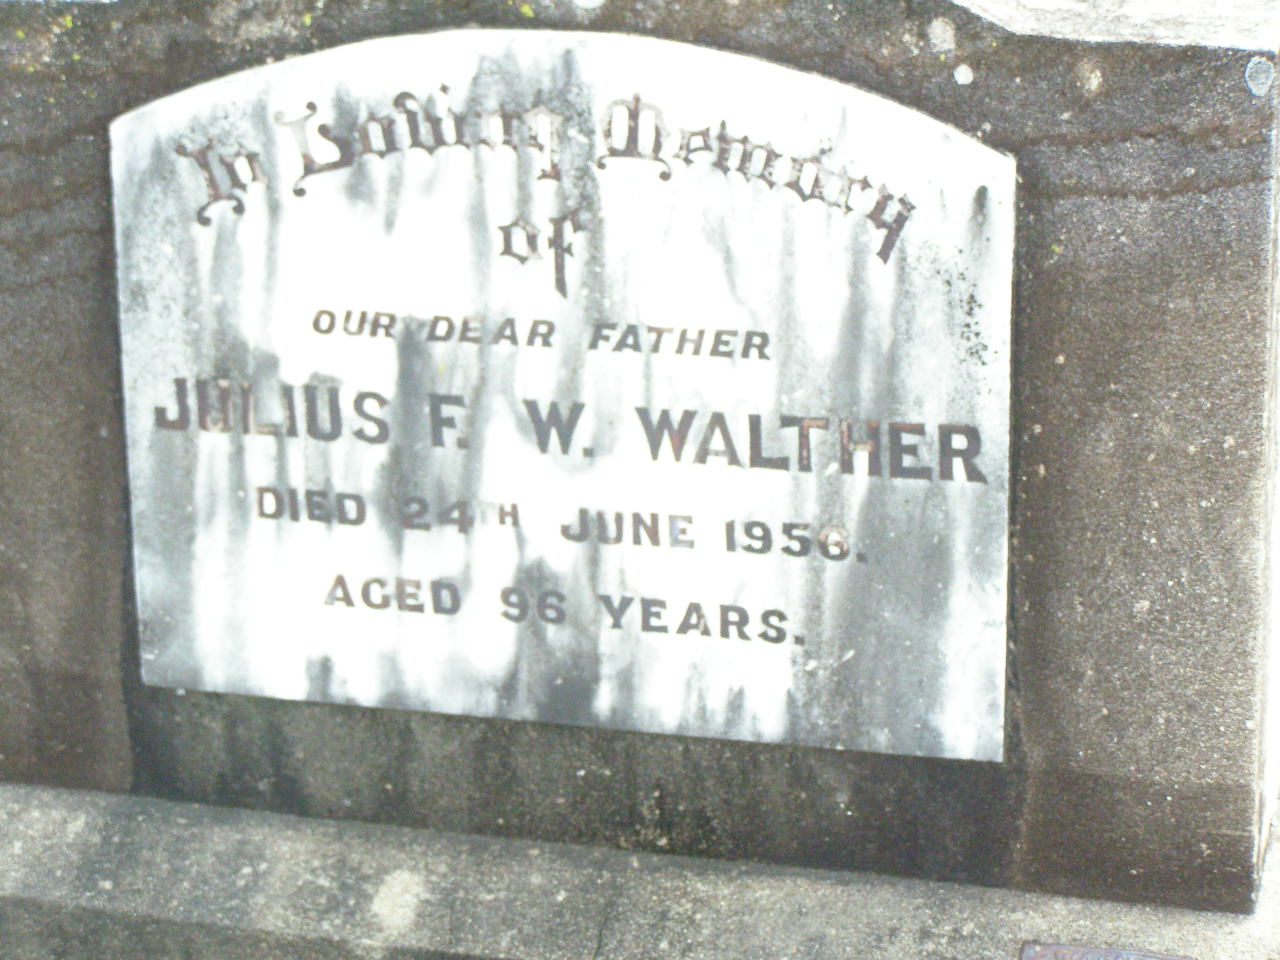 In Loving Memory
of
OUR DEAR FATHER
JULIUS F. W. WALTHER
DIED 24TH JUNE 1956.
AGED 96 YEARS.